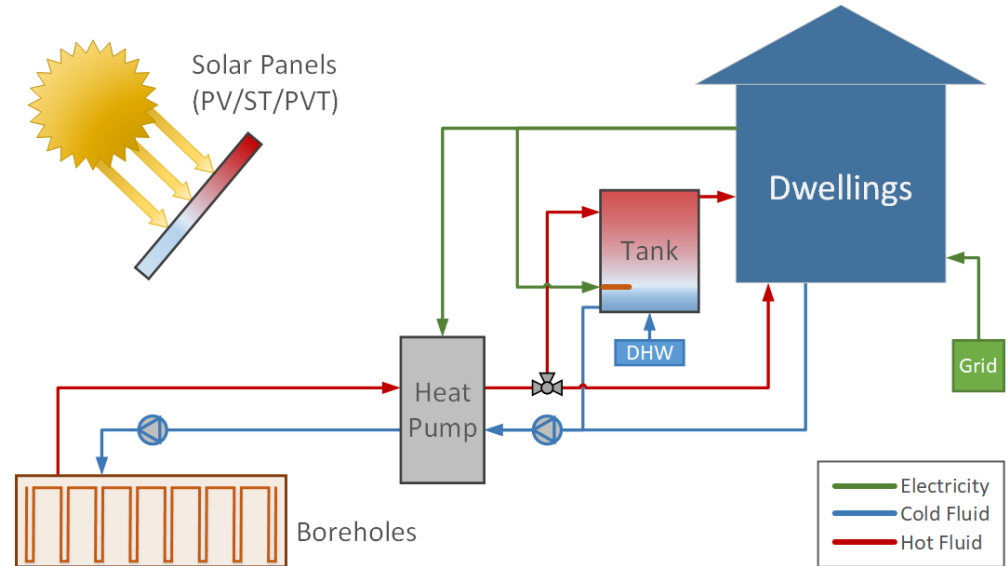 Solar Panels
(PV/ST/PVT)
Dwellings
Tank
DHW
Grid
Heat
Pump
Boreholes
Electricity
Cold Fluid
Hot Fluid